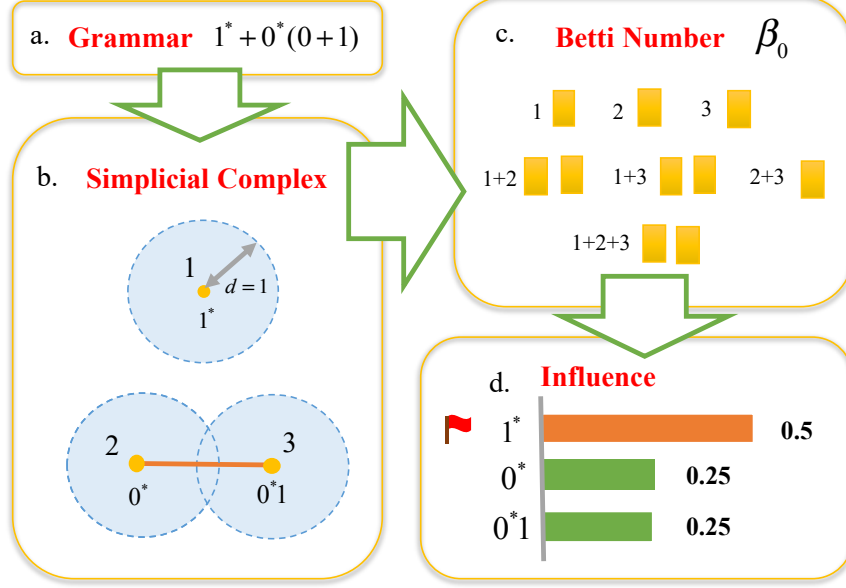 a. Grammar 1* + 0*(0+1)
b. Simplicial Complex
1
d = 1
1*
2
3
0*
0*1
c. Betti Number β₀
1 2 3
1+2 1+3 2+3
1+2+3
d. Influence
1* 0.5
0* 0.25
0*1 0.25